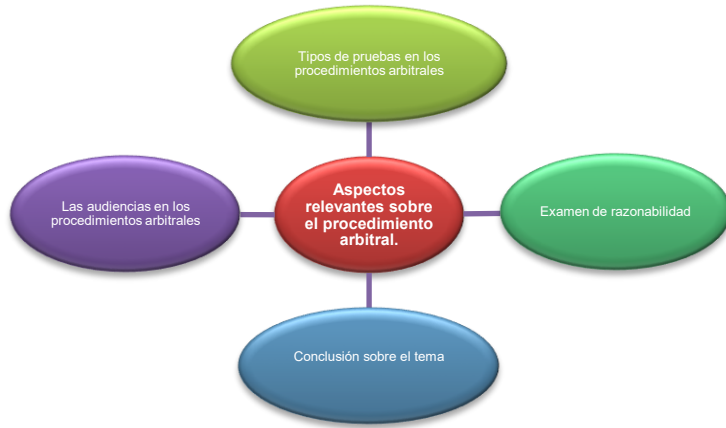 Tipos de pruebas en los
procedimientos arbitrales
Las audiencias en los
procedimientos arbitrales
Aspectos
relevantes sobre
el procedimiento
arbitral.
Examen de razonabilidad
Conclusión sobre el tema